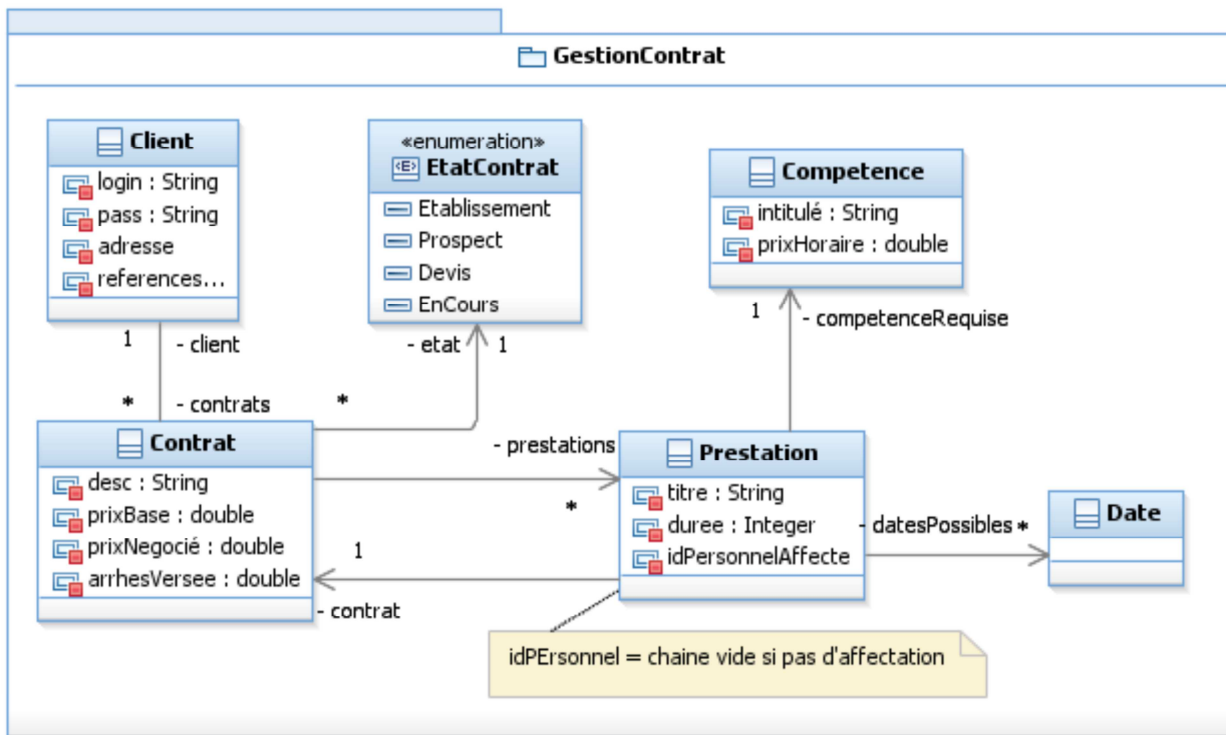 GestionContrat
Client
login : String
pass : String
adresse
references...
«enumeration»
EtatContrat
Etablissement
Prospect
Devis
EnCours
Competence
intitulé : String
prixHoraire : double
1
- client
- etat
1
1
- competenceRequise
*
- contrats
*
Contrat
desc : String
prixBase : double
prixNegocié : double
arrhesVersee : double
- prestations
*
1
- contrat
Prestation
titre : String
duree : Integer
idPersonnelAffecte
- datesPossibles
*
Date
idPErsonnel = chaine vide si pas d'affectation